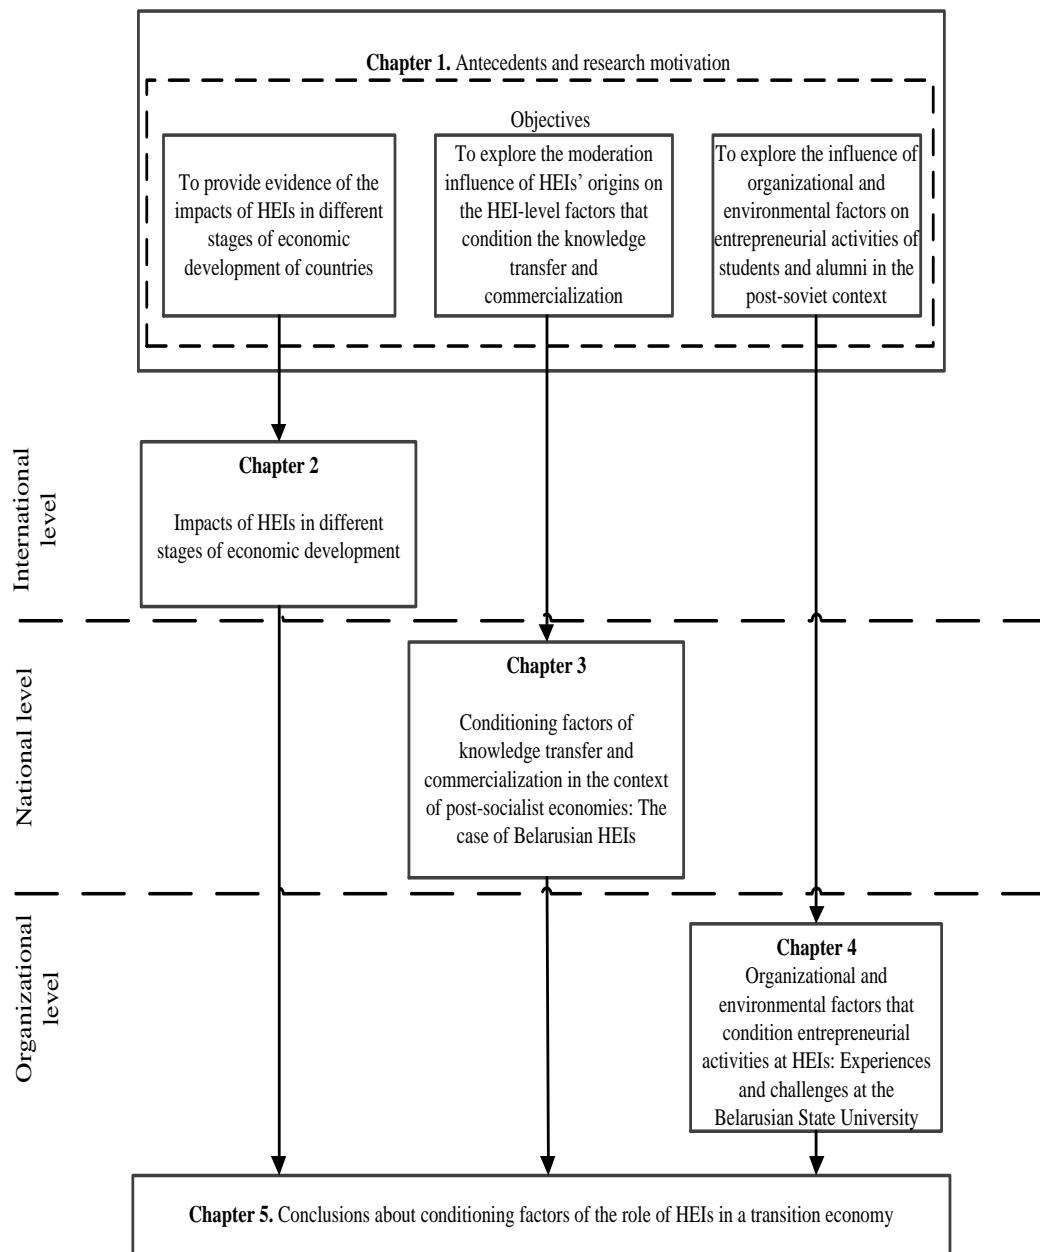 Chapter 1. Antecedents and research motivation
Objectives
To provide evidence of the
impacts of HEIs in different
stages of economic
development of countries
To explore the moderation
influence of HEIs' origins on
the HEI-level factors that
condition the knowledge
transfer and
commercialization
To explore the influence of
organizational and
environmental factors on
entrepreneurial activities of
students and alumni in the
post-soviet context
International
level
Chapter 2
Impacts of HEIs in different
stages of economic development
National level
Chapter 3
Conditioning factors of
knowledge transfer and
commercialization in the context
of post-socialist economies: The
case of Belarusian HEIs
Organizational
level
Chapter 4
Organizational and
environmental factors that
condition entrepreneurial
activities at HEIs: Experiences
and challenges at the
Belarusian State University
Chapter 5. Conclusions about conditioning factors of the role of HEIs in a transition economy